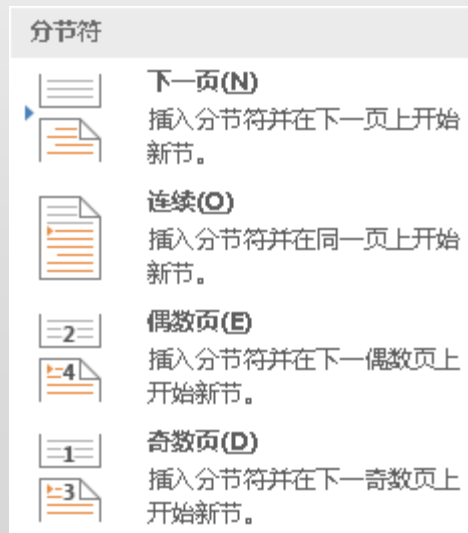 分节符
下一页(N)
插入分节符并在下一页上开始
新节。
连续(O)
插入分节符并在同一页上开始
新节。
=2=
4
偶数页(E)
插入分节符并在下一偶数页上
开始新节。
=1=
3
奇数页(D)
插入分节符并在下一奇数页上
开始新节。